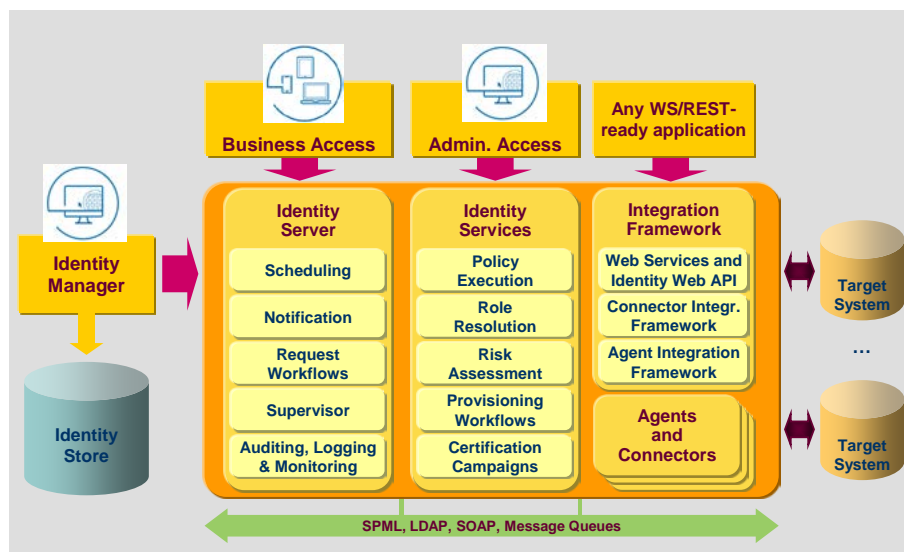 Business Access
Admin. Access
Any WS/REST-
ready application
Identity
Manager
Identity
Store
Identity
Server
Scheduling
Notification
Request
Workflows
Supervisor
Auditing, Logging
& Monitoring
Identity
Services
Policy
Execution
Role
Resolution
Risk
Assessment
Provisioning
Workflows
Certification
Campaigns
Integration
Framework
Web Services and
Identity Web API
Connector Integr.
Framework
Agent Integration
Framework
Agents
and
Connectors
Target
System
...
Target
System
SPML, LDAP, SOAP, Message Queues